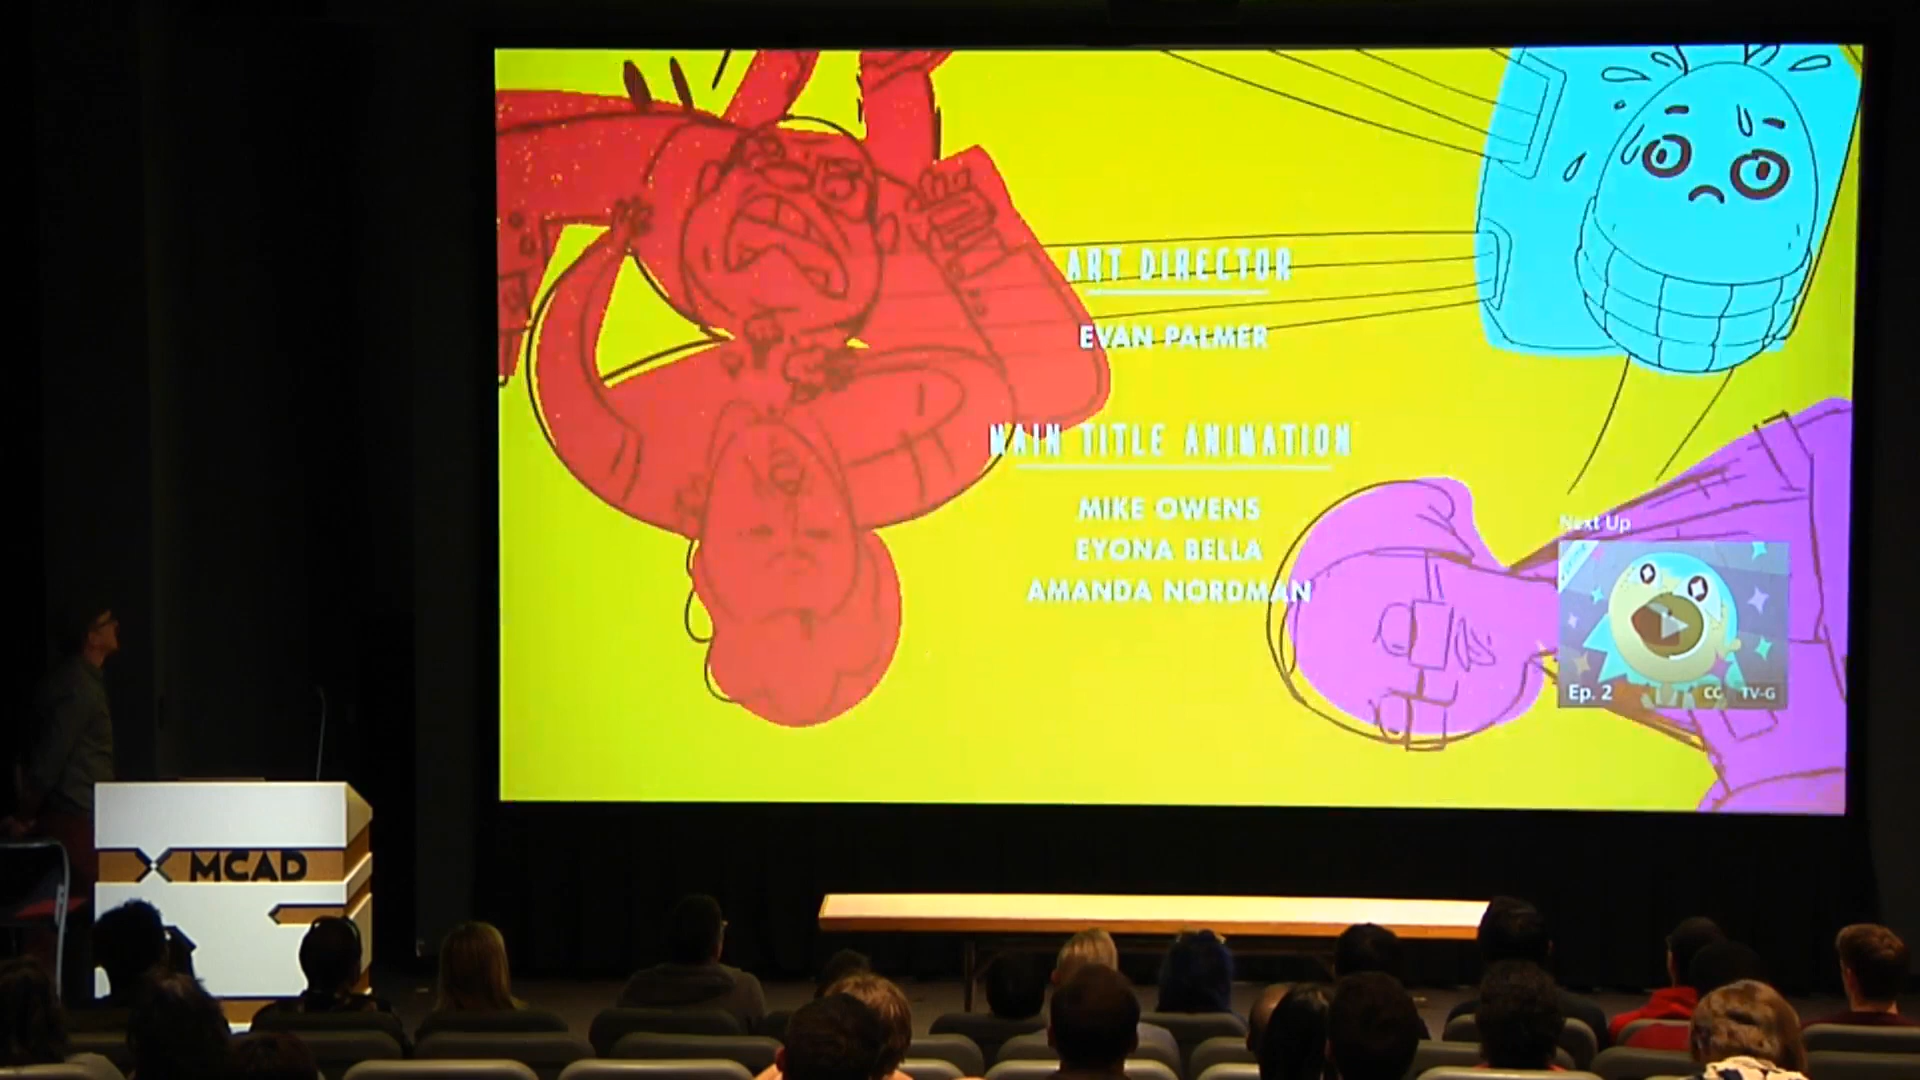 ART DIRECTOR
EVAN PALMER
MAIN TITLE ANIMATION
MIKE OWENS
EYONA BELLA
AMANDA NORDMAN
Next Up
Ep. 2
CC TV-G
MCAD